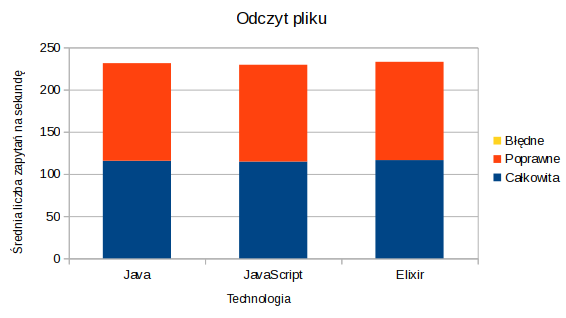 Odczyt pliku
Średnia liczba zapytań na sekundę
250
200
150
100
50
0
Java
JavaScript
Elixir
Technologia
Błędne
Poprawne
Całkowita